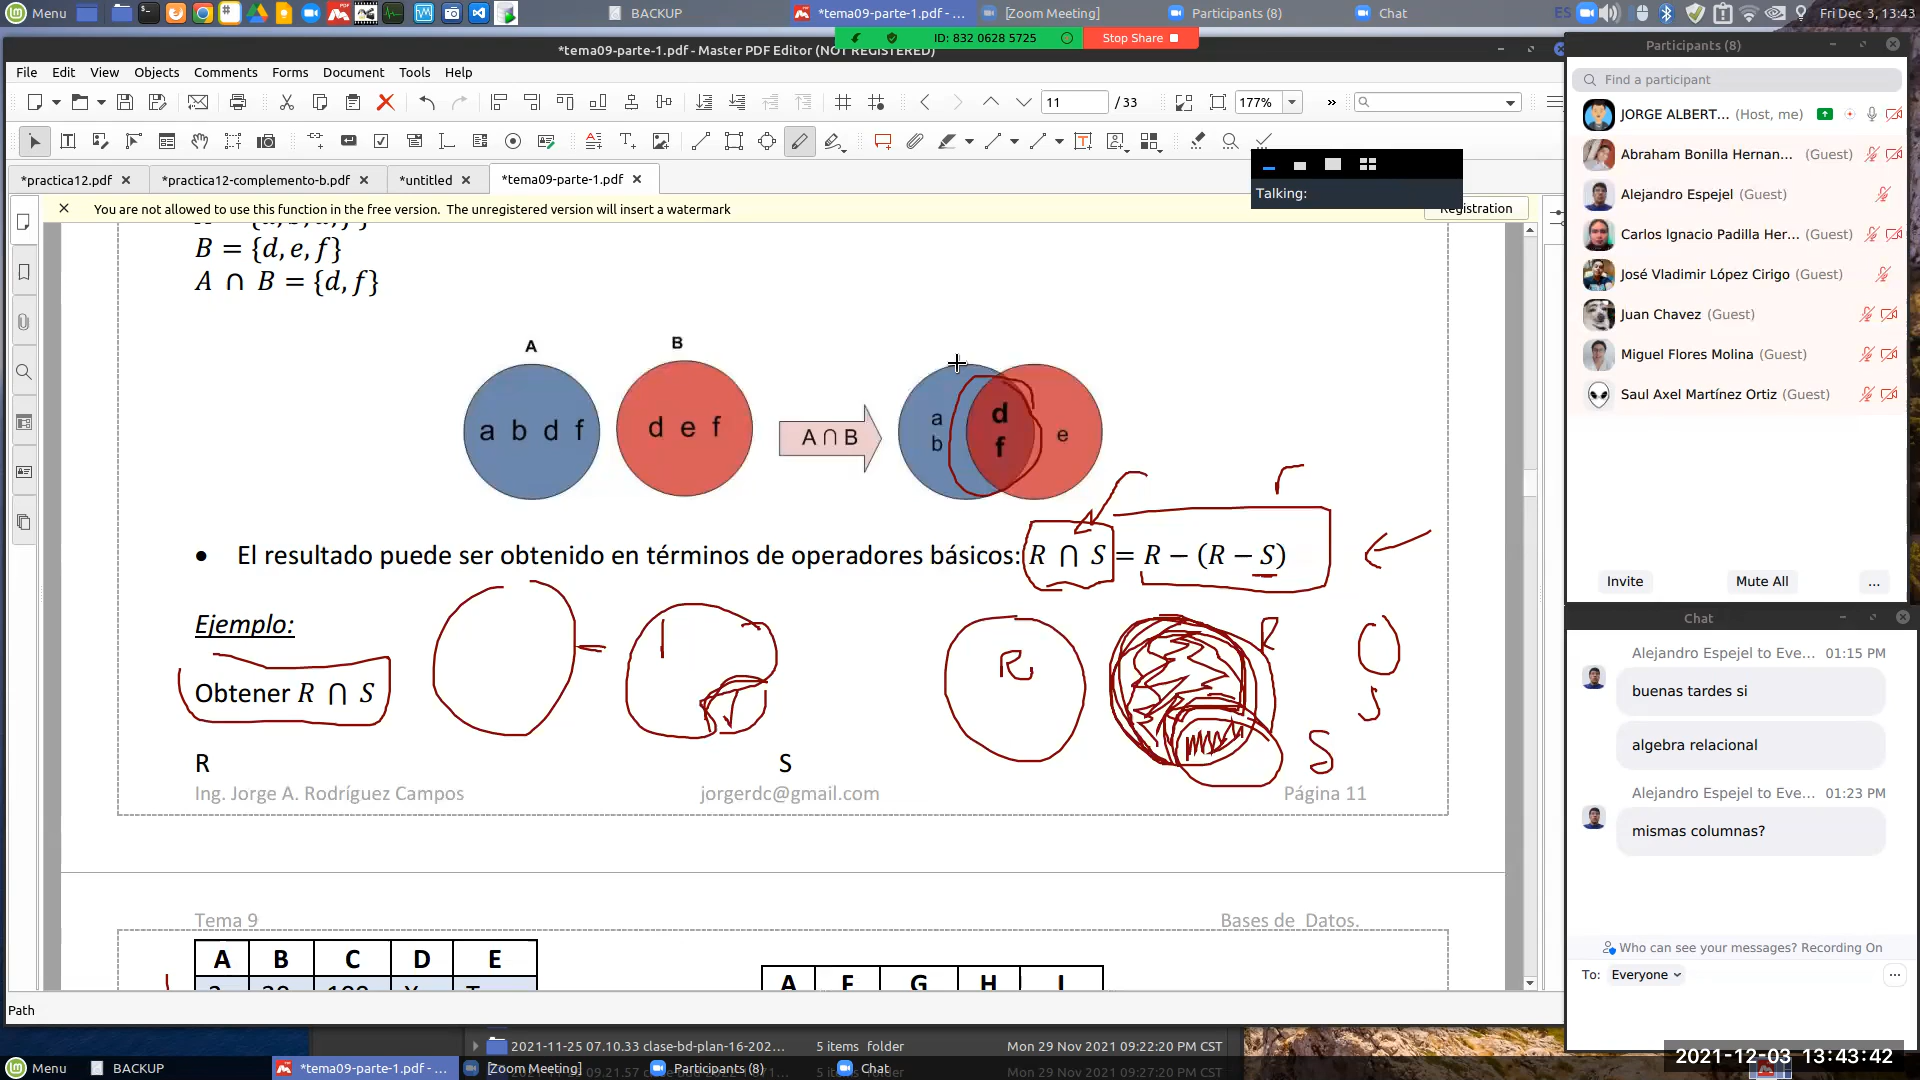 Menu
BACKUP
*tema09-parte-1.pdf - ...
[Zoom Meeting]
Participants (8)
Chat
ES
Fri Dec 3, 13:43
*tema09-parte-1.pdf - Master PDF Editor (NOT REGISTERED)
ID: 832 0628 5725
Stop Share
File Edit View Objects Comments Forms Document Tools Help
11 / 33
177%
*practica12.pdf
*practica12-complemento-b.pdf
*untitled
*tema09-parte-1.pdf
Talking:
You are not allowed to use this function in the free version. The unregistered version will insert a watermark
Registration
B = {d, e, f}
A ∩ B = {d, f}
A
B
a b d f
d e f
A ∩ B
a
b
d
f
e
r
• El resultado puede ser obtenido en términos de operadores básicos: R ∩ S = R − (R − S)
Ejemplo:
R
R
S
S
Obtener R ∩ S
R
S
Ing. Jorge A. Rodríguez Campos
jorgerdc@gmail.com
Página 11
Tema 9
Bases de Datos.
A B C D E
A F G H I
Path
Participants (8)
Find a participant
JORGE ALBERT... (Host, me)
Abraham Bonilla Hernan... (Guest)
Alejandro Espejel (Guest)
Carlos Ignacio Padilla Her... (Guest)
José Vladimir López Cirigo (Guest)
Juan Chavez (Guest)
Miguel Flores Molina (Guest)
Saul Axel Martínez Ortiz (Guest)
Invite
Mute All
...
Chat
Alejandro Espejel to Eve... 01:15 PM
buenas tardes si
algebra relacional
Alejandro Espejel to Eve... 01:23 PM
mismas columnas?
Who can see your messages? Recording On
To: Everyone
2021-11-25 07.10.33 clase-bd-plan-16-202... 5 items folder Mon 29 Nov 2021 09:22:20 PM CST
2021-12-03 13:43:42
Menu
BACKUP
*tema09-parte-1.pdf - ...
[Zoom Meeting]
Participants (8)
Chat